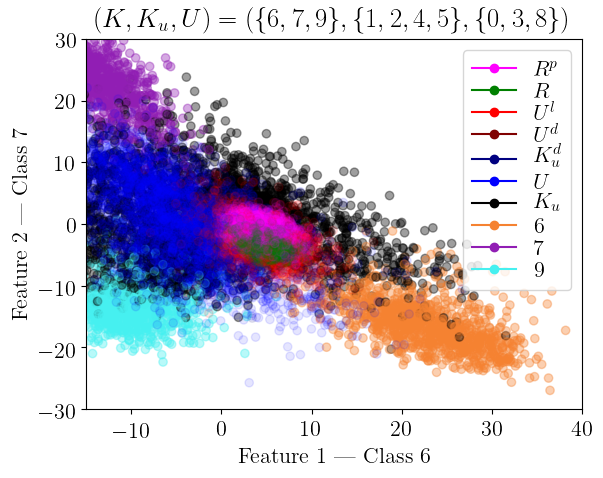 (K, K_u, U) = ({6, 7, 9}, {1, 2, 4, 5}, {0, 3, 8})
30
20
10
0
−10
−20
−30
Feature 2 — Class 7
R^p
R
U^l
U^d
K_u^d
U
K_u
6
7
9
−10
0
10
20
30
40
Feature 1 — Class 6